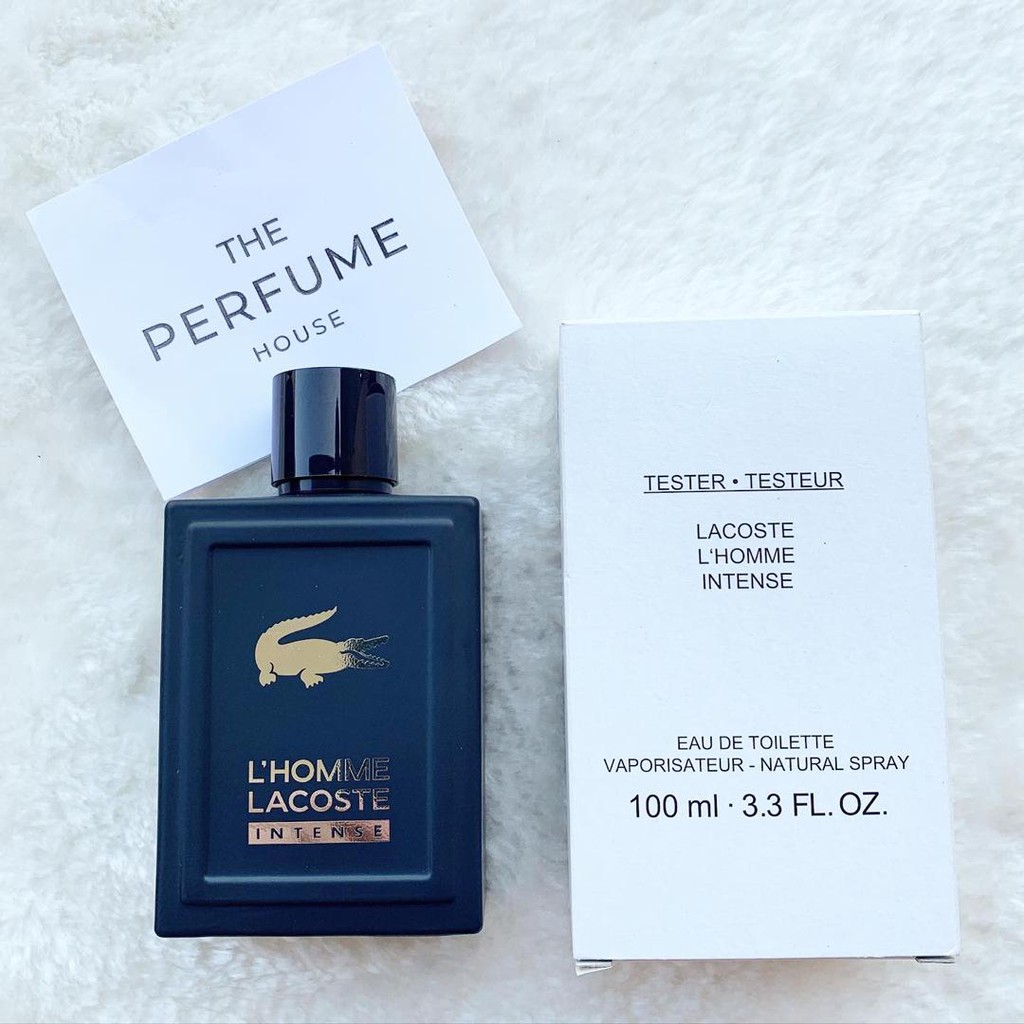 THE
PERFUME
HOUSE
L'HOMME
LACOSTE
INTENSE
TESTER • TESTEUR
LACOSTE
L'HOMME
INTENSE
EAU DE TOILETTE
VAPORISATEUR - NATURAL SPRAY
100 ml · 3.3 FL. OZ.